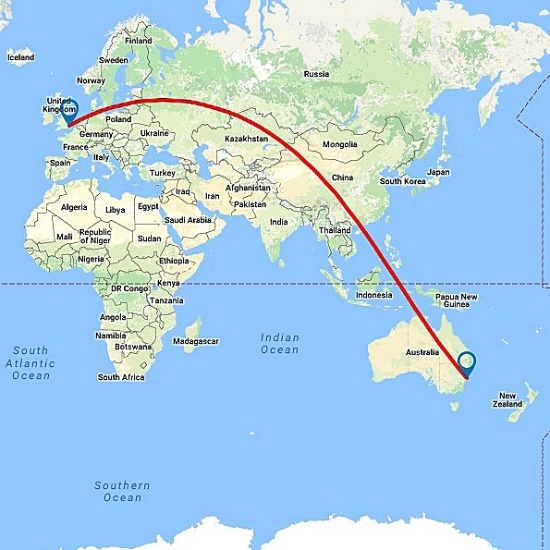 Iceland
Finland
Sweden
Norway
Russia
United
Kingdom
Poland
Germany
Ukraine
France
Kazakhstan
Mongolia
Italy
Spain
Turkey
Japan
China
South Korea
Iraq
Iran
Afghanistan
Pakistan
Algeria
Libya
Egypt
Saudi Arabia
India
Mali
Republic
of Niger
Sudan
Thailand
Nigeria
Ethiopia
Kenya
DR Congo
Tanzania
Indonesia
Papua New
Guinea
Angola
Namibia
Botswana
Madagascar
Indian
Ocean
South
Atlantic
Ocean
Australia
South Africa
New
Zealand
Southern
Ocean